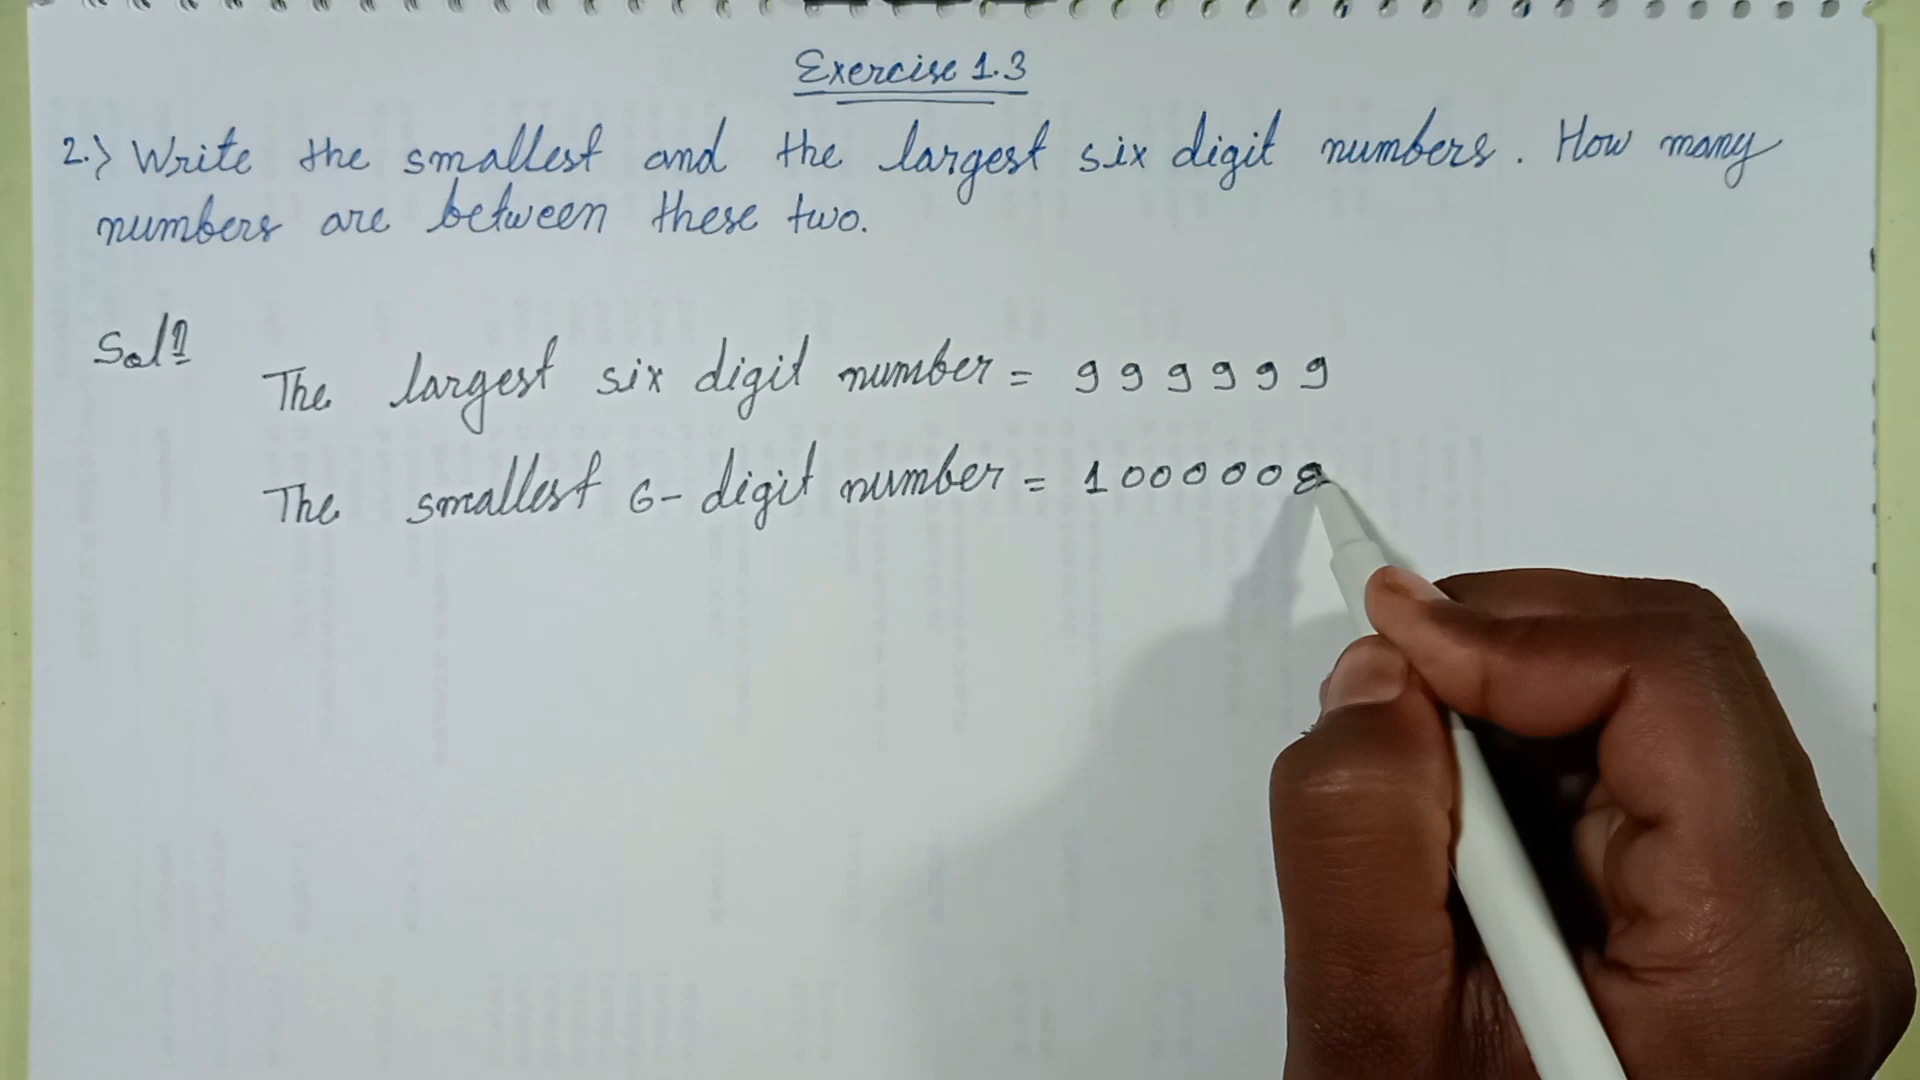 Exercise 1.3
2.) Write the smallest and the largest six digit numbers. How many
numbers are between these two.
Solⁿ
The largest six digit number = 999999
The smallest 6- digit number = 100000